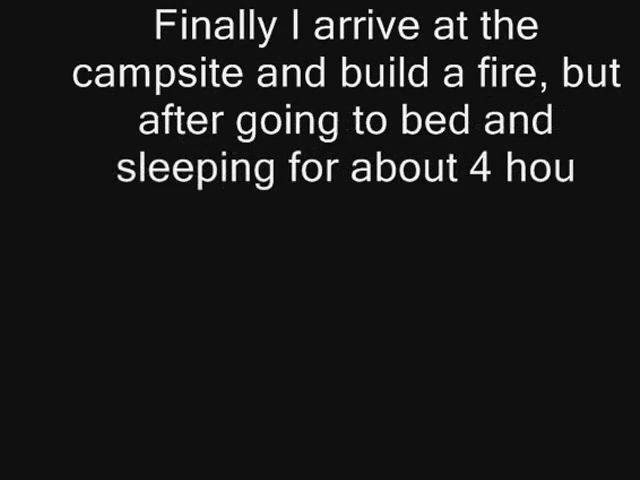 Finally I arrive at the
campsite and build a fire, but
after going to bed and
sleeping for about 4 hou